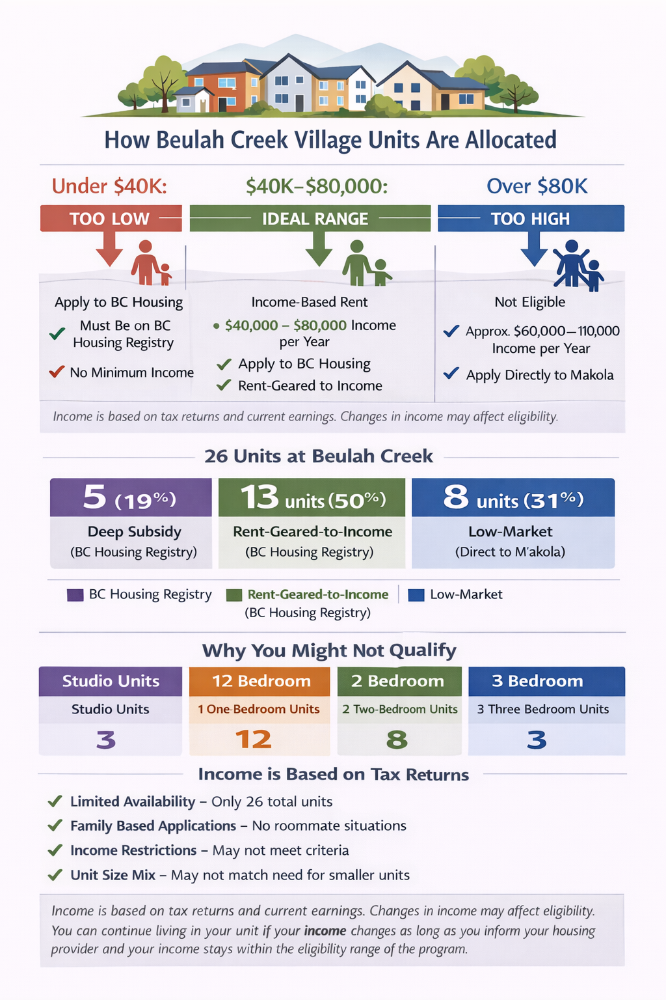 How Beulah Creek Village Units Are Allocated
Under $40K:
TOO LOW
Apply to BC Housing
Must Be on BC
Housing Registry
No Minimum Income
$40K–$80,000:
IDEAL RANGE
Income-Based Rent
• $40,000 – $80,000 Income
per Year
Apply to BC Housing
Rent-Geared to Income
Over $80K
TOO HIGH
Not Eligible
Approx. $60,000–110,000
Income per Year
Apply Directly to Makola
Income is based on tax returns and current earnings. Changes in income may affect eligibility.
26 Units at Beulah Creek
5 (19%)
Deep Subsidy
(BC Housing Registry)
13 units (50%)
Rent-Geared-to-Income
(BC Housing Registry)
8 units (31%)
Low-Market
(Direct to M'akola)
BC Housing Registry
Rent-Geared-to-Income
(BC Housing Registry)
Low-Market
Why You Might Not Qualify
Studio Units
Studio Units
3
12 Bedroom
1 One-Bedroom Units
12
2 Bedroom
2 Two-Bedroom Units
8
3 Bedroom
3 Three Bedroom Units
3
Income is Based on Tax Returns
Limited Availability – Only 26 total units
Family Based Applications – No roommate situations
Income Restrictions – May not meet criteria
Unit Size Mix – May not match need for smaller units
Income is based on tax returns and current earnings. Changes in income may affect eligibility.
You can continue living in your unit if your income changes as long as you inform your housing
provider and your income stays within the eligibility range of the program.